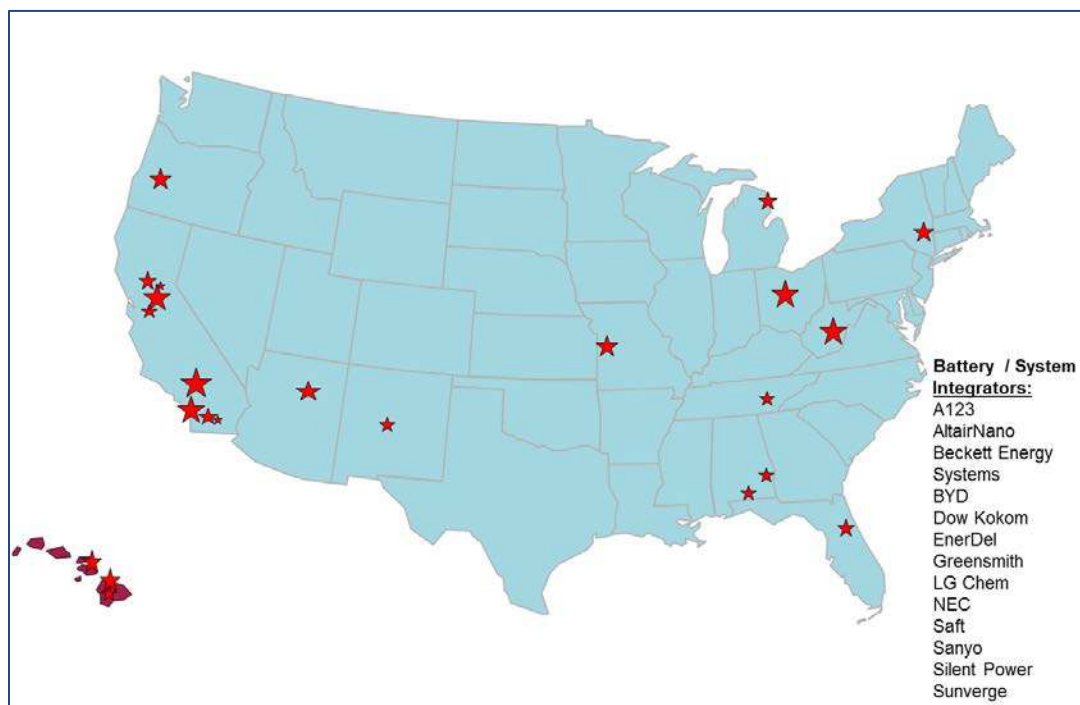 Battery / System
Integrators:
A123
AltairNano
Beckett Energy
Systems
BYD
Dow Kokom
EnerDel
Greensmith
LG Chem
NEC
Saft
Sanyo
Silent Power
Sunverge